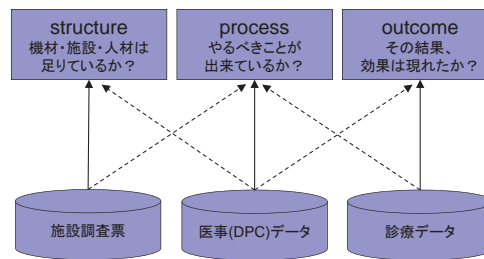 structure
機材・施設・人材は
足りているか？
process
やるべきことが
出来ているか？
outcome
その結果、
効果は現れたか？
施設調査票
医事(DPC)データ
診療データ